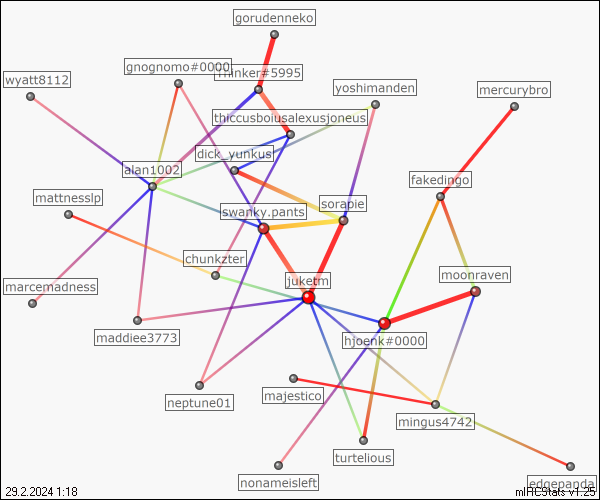 gorudenneko
gnognomo#0000
Thinker#5995
wyatt8112
yoshimanden
mercurybro
thiccusboiusalexusjoneus
dick_yunkus
alan1002
fakedingo
mattnesslp
swanky.pants
sorapie
chunkzter
moonraven
juketm
marcemadness
maddiee3773
hjoenk#0000
neptune01
majestico
mingus4742
turtelious
nonameisleft
edgepanda
29.2.2024 1:18
mIRCStats v1.25